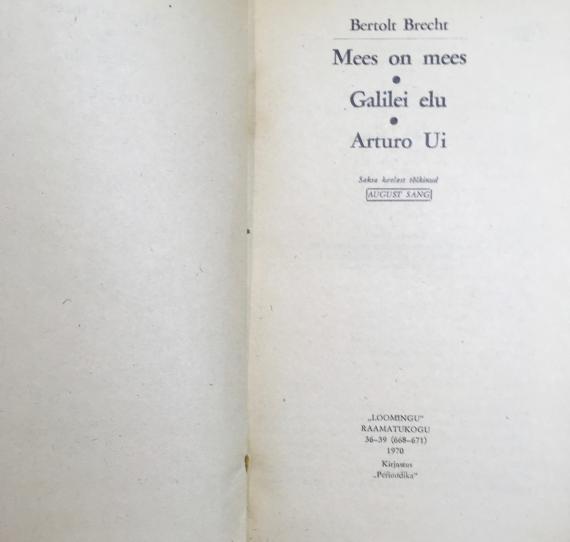 Bertolt Brecht
Mees on mees
•
Galilei elu
•
Arturo Ui
Saksa keelest tõlkinud
AUGUST SANG
„LOOMINGU“
RAAMATUKOGU
36–39 (668–671)
1970
Kirjastus
„Perioodika“